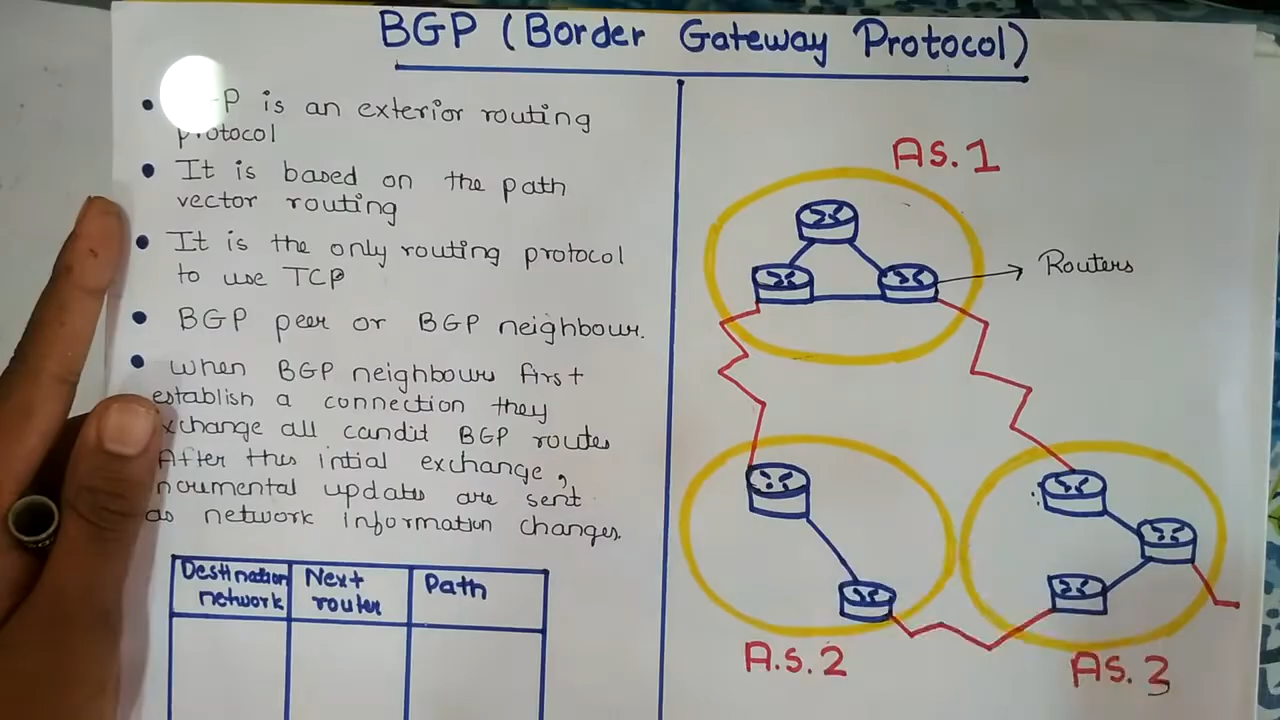 BGP (Border Gateway Protocol)
P is an exterior routing
protocol
It is based on the path
vector routing
It is the only routing protocol
to use TCP
BGP peer or BGP neighbour.
When BGP neighbours first
establish a connection they
xchange all candit BGP routes
After this intial exchange,
incremental updates are sent
as network information changes.
Destination
network
Next
router
Path
AS.1
Routers
A.S.2
AS.3